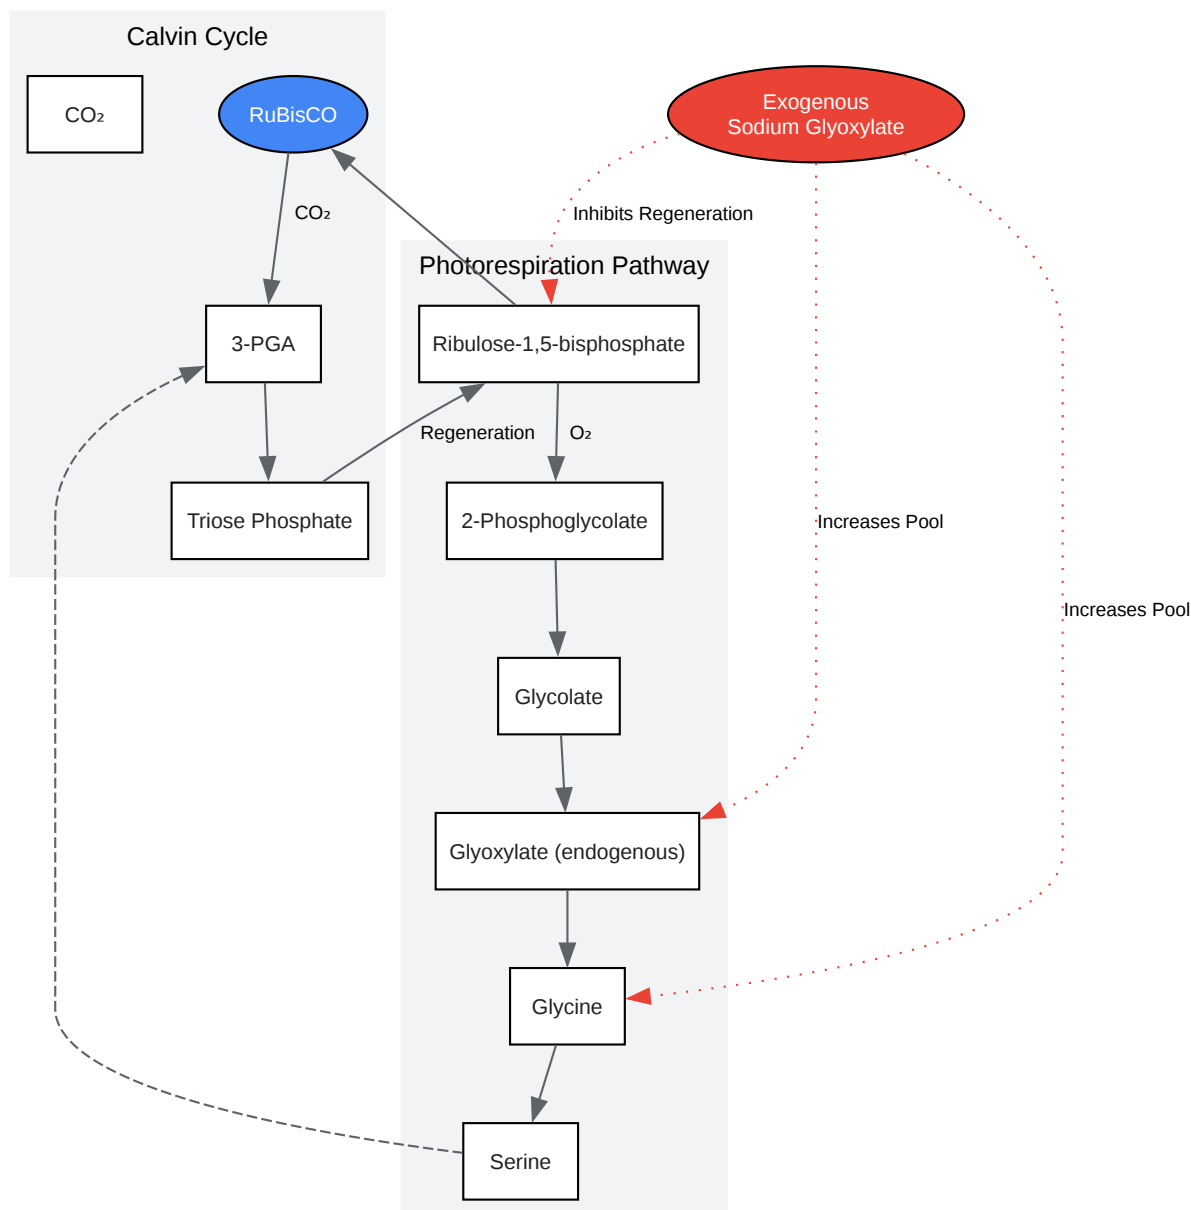 Calvin Cycle
CO₂
RuBisCO
Exogenous
Sodium Glyoxylate
CO₂
Inhibits Regeneration
Photorespiration Pathway
3-PGA
Ribulose-1,5-bisphosphate
Regeneration
O₂
Triose Phosphate
2-Phosphoglycolate
Increases Pool
Increases Pool
Glycolate
Glyoxylate (endogenous)
Glycine
Serine